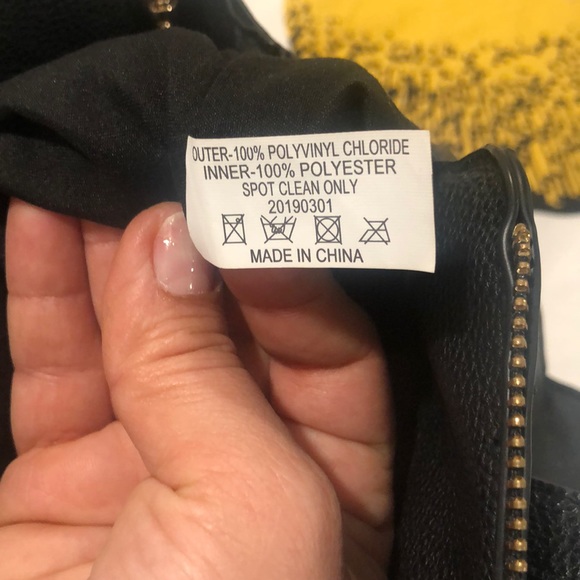 OUTER-100% POLYVINYL CHLORIDE
INNER-100% POLYESTER
SPOT CLEAN ONLY
20190301
MADE IN CHINA